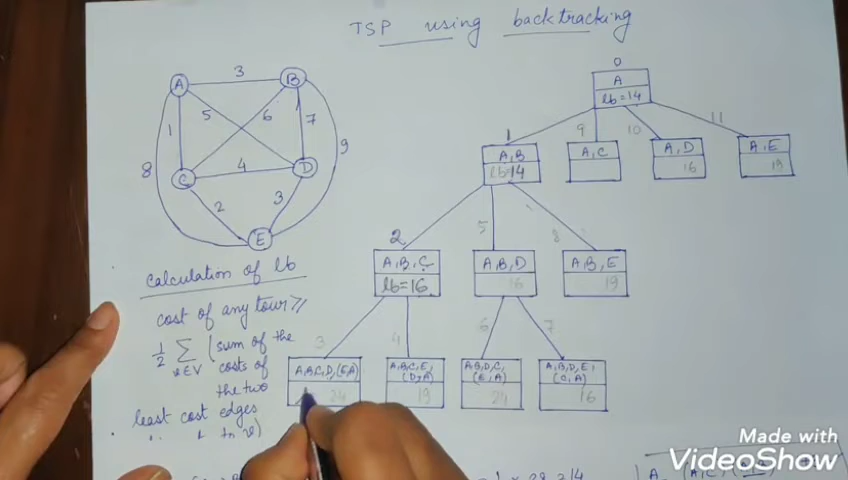 TSP using backtracking
0
A
lb=14
3
A
B
1
5
6
7
8
9
4
C
D
2
3
E
1
9
10
11
A,B
lb=14
A,C
A,D
16
A,E
19
2
5
8
A,B,C
lb=16
A,B,D
16
A,B,E
19
3
4
6
7
A,B,C,D,(E,A)
24
A,B,C,E,
(D,A)
19
A,B,D,C,
(E,A)
24
A,B,D,E,
(C,A)
16
calculation of lb
cost of any tour ≥
1/2 Σ (sum of the
costs of
the two
least cost edges
Made with
VideoShow